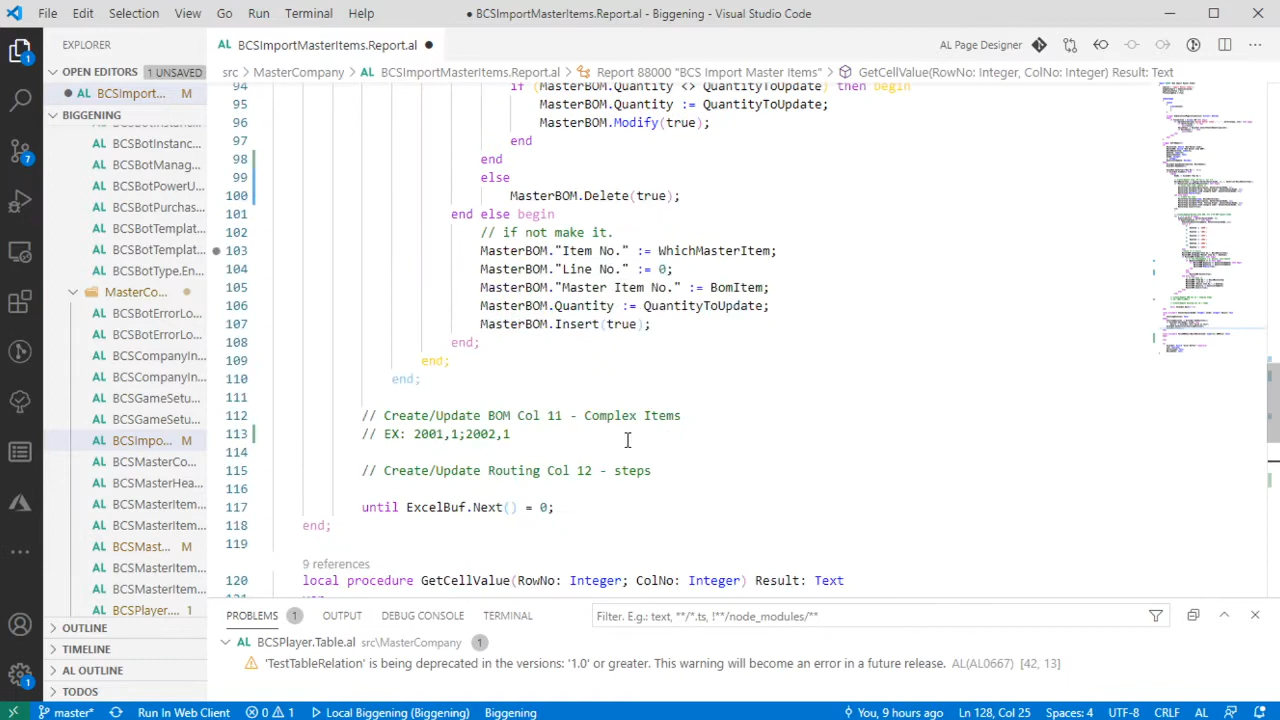 File Edit Selection View Go Run Terminal Help
● BCSImportMasterItems.Report.al - Biggening - Visual Studio Code
EXPLORER ...
AL BCSImportMasterItems.Report.al ●
AL Page Designer
OPEN EDITORS 1 UNSAVED
src > MasterCompany > AL BCSImportMasterItems.Report.al > Report 88000 "BCS Import Master Items" > GetCellValue(RowNo: Integer, ColNo: Integer) Result: Text
● AL BCSImport... M
BIGGENING
AL BCSBotInstanc...
AL BCSBotManag...
AL BCSBotPowerU...
AL BCSBotPurchas...
AL BCSBotTemplat...
AL BCSBotTemplat...
AL BCSBotType.En...
MasterCo...
AL BCSBotErrorLo...
AL BCSBotErrorLo...
AL BCSCompanyIn...
AL BCSCompanyIn...
AL BCSGameSetu...
AL BCSGameSetu...
AL BCSImpo... M
AL BCSMasterCo...
AL BCSMasterHea...
AL BCSMasterItem...
AL BCSMasterItem...
AL BCSMast... M
AL BCSMasterItem...
AL BCSMasterItem...
AL BCSPlayer.... 1
OUTLINE
TIMELINE
AL OUTLINE
TODOS
94 if (MasterBOM.Quantity <> QuantityToUpdate) then begin
95 MasterBOM.Quantity := QuantityToUpdate;
96 MasterBOM.Modify(true);
97 end
98 end
99 else
100 MasterBOM.Delete(true);
101 end else begin
102 // if not make it
103 MasterBOM."Item No." := WhichMasterItem;
104 MasterBOM."Line No." := 0;
105 MasterBOM."Master Item No." := BomItem;
106 MasterBOM.Quantity := QuantityToUpdate;
107 MasterBOM.Insert(true);
108 end;
109 end;
110 end;
111
112 // Create/Update BOM Col 11 - Complex Items
113 // EX: 2001,1;2002,1
114
115 // Create/Update Routing Col 12 - steps
116
117 until ExcelBuf.Next() = 0;
118 end;
119
9 references
120 local procedure GetCellValue(RowNo: Integer; ColNo: Integer) Result: Text
121 var
PROBLEMS 1 OUTPUT DEBUG CONSOLE TERMINAL
Filter. E.g.: text, **/*.ts, !**/node_modules/**
AL BCSPlayer.Table.al src\MasterCompany 1
'TestTableRelation' is being deprecated in the versions: '1.0' or greater. This warning will become an error in a future release. AL(AL0667) [42, 13]
master* Run In Web Client 0 1 Local Biggening (Biggening) Biggening
You, 9 hours ago Ln 128, Col 25 Spaces: 4 UTF-8 CRLF AL